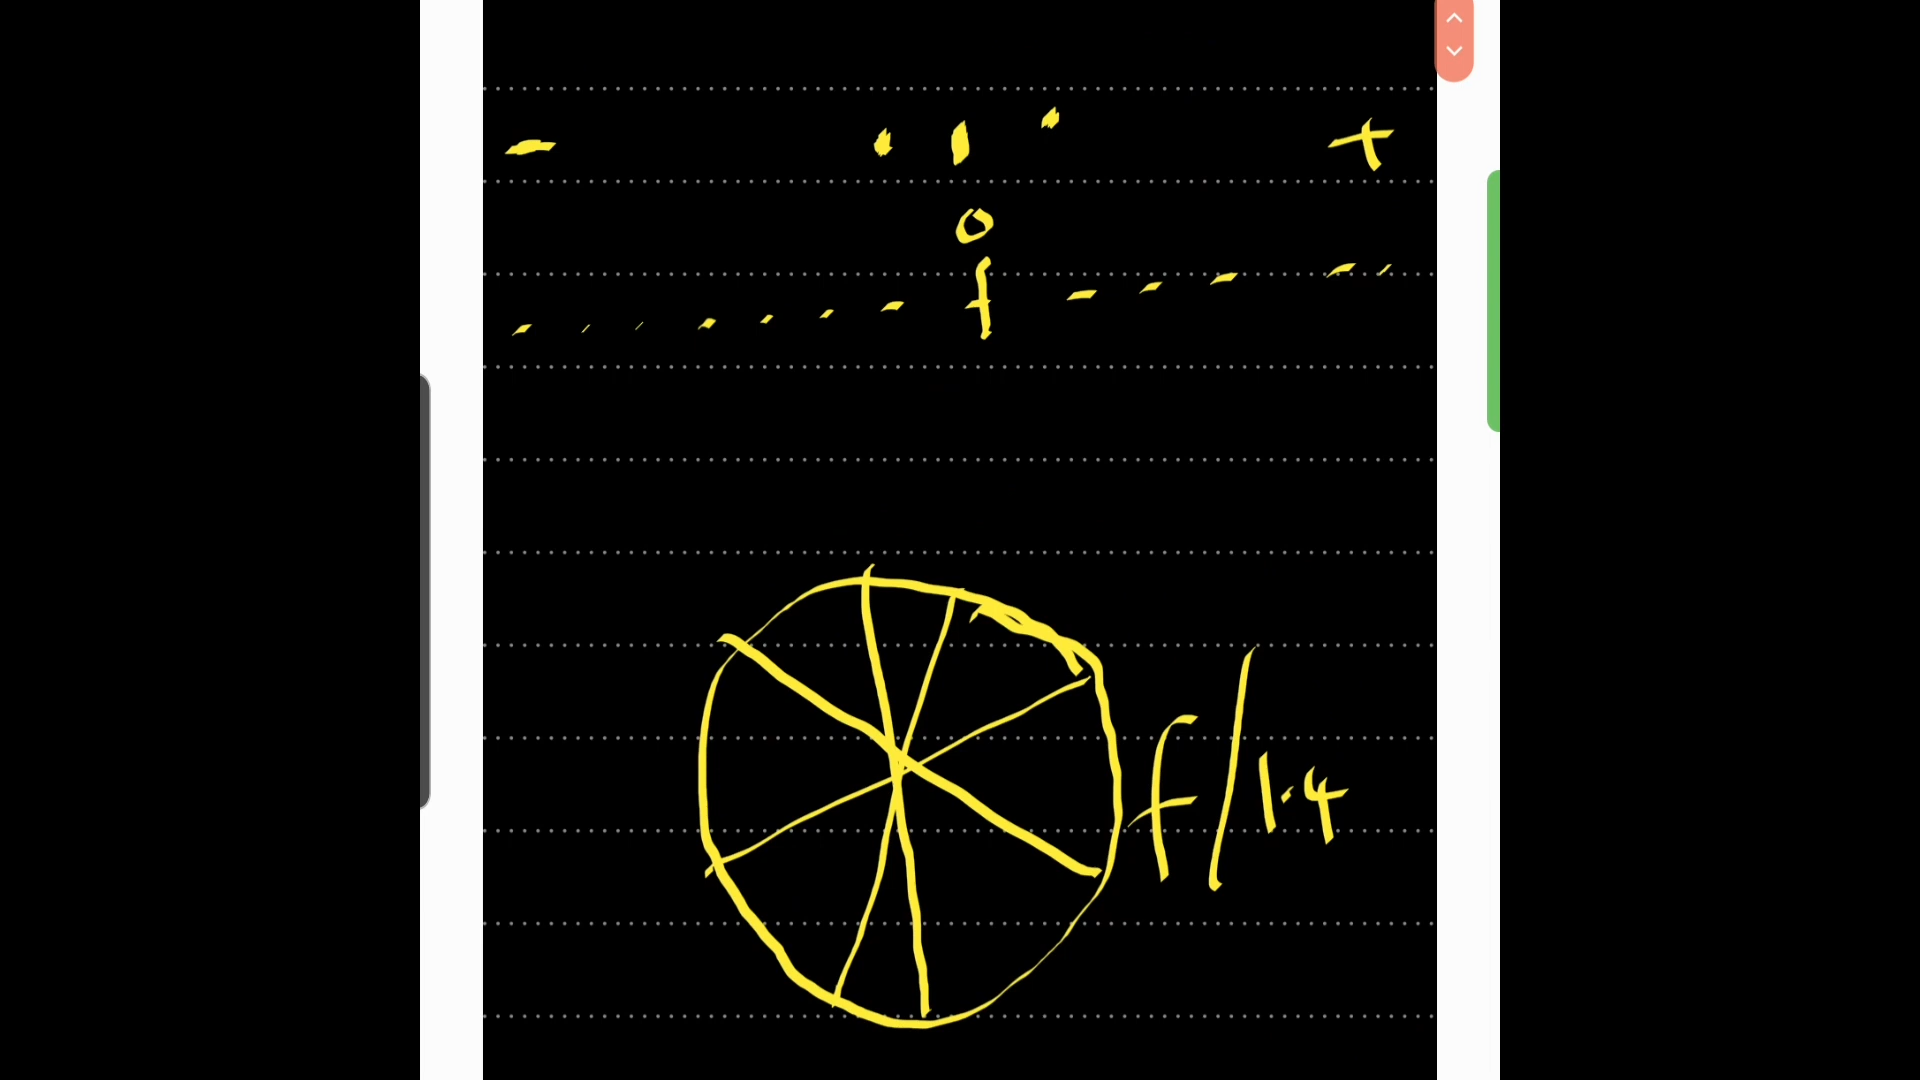 - . ı . +
0
f
f/1.4